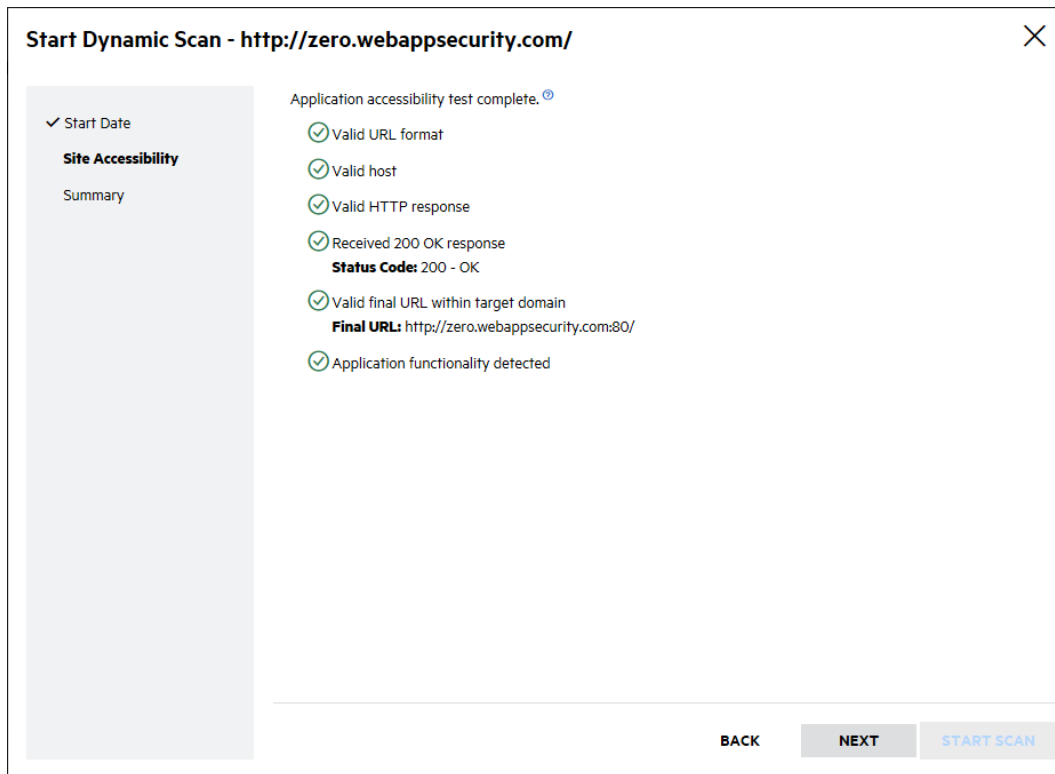 Start Dynamic Scan - http://zero.webappsecurity.com/
Start Date
Site Accessibility
Summary
Application accessibility test complete.
Valid URL format
Valid host
Valid HTTP response
Received 200 OK response
Status Code: 200 - OK
Valid final URL within target domain
Final URL: http://zero.webappsecurity.com:80/
Application functionality detected
BACK NEXT START SCAN